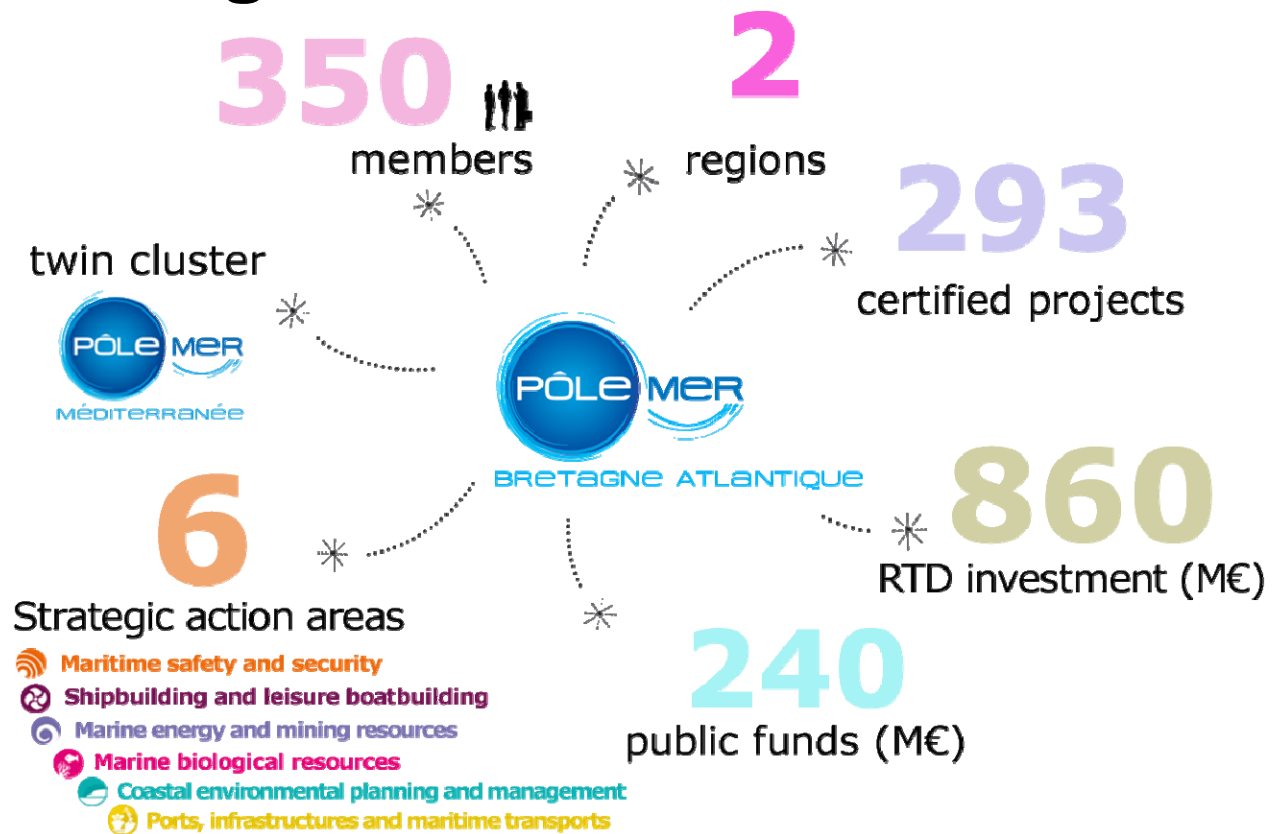 350
members
2
regions
293
certified projects
twin cluster
PÔLE MER
MÉDITERRANÉE
PÔLE MER
BRETAGNE ATLANTIQUE
860
RTD investment (M€)
6
Strategic action areas
Maritime safety and security
Shipbuilding and leisure boatbuilding
Marine energy and mining resources
Marine biological resources
Coastal environmental planning and management
Ports, infrastructures and maritime transports
240
public funds (M€)